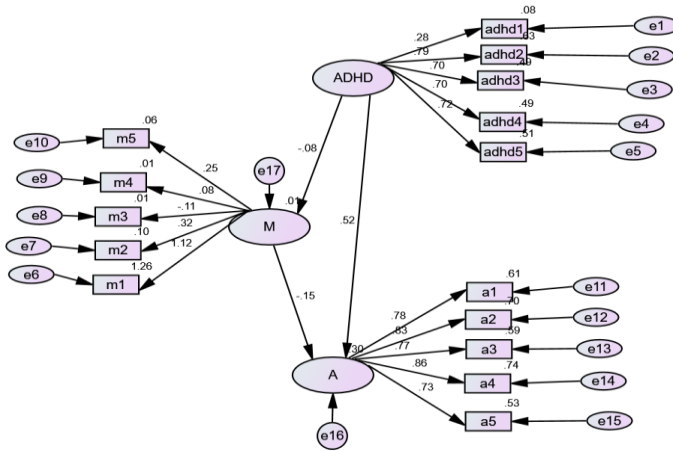 .08
adhd1
e1
.28
.63
adhd2
e2
.79
.49
adhd3
e3
.70
ADHD
.70
.49
adhd4
e4
.72
.51
adhd5
e5
.06
m5
e10
.25
.01
m4
e9
.08
.01
m3
e8
-.11
.10
m2
e7
.32
1.26
m1
e6
1.12
e17
-.08
.01
M
.52
-.15
.61
a1
e11
.78
.70
a2
e12
.83
.59
a3
e13
.77
.30
A
.74
a4
e14
.86
.53
a5
e15
.73
e16